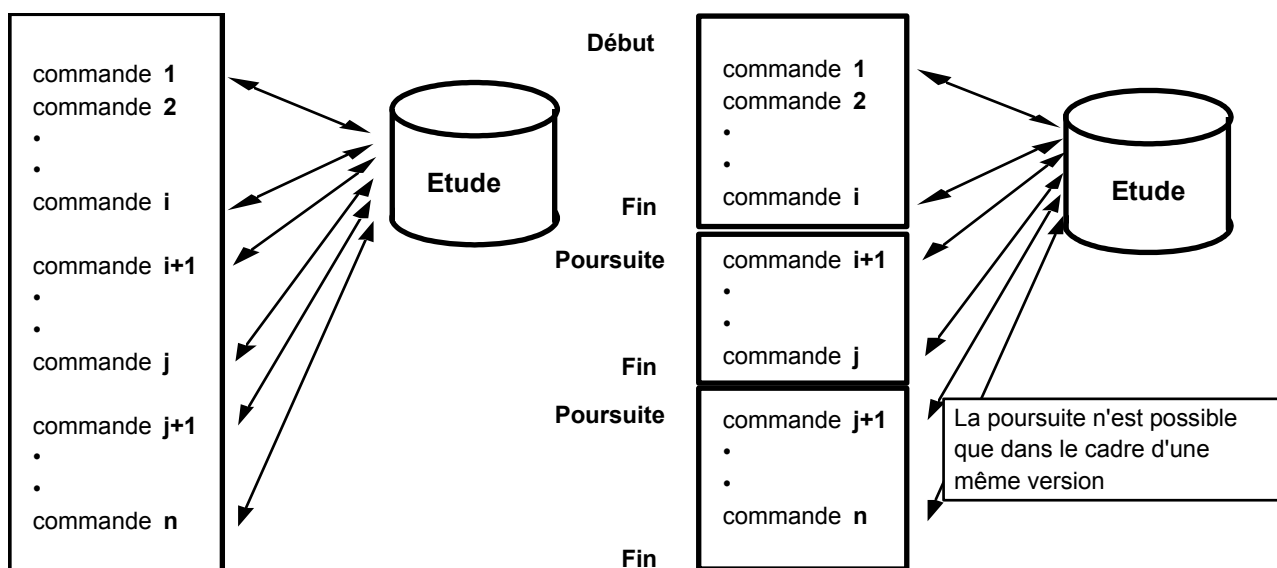 commande 1
commande 2
.
.
commande i
commande i+1
.
.
commande j
commande j+1
.
.
commande n
Etude
Début
commande 1
commande 2
.
.
commande i
Fin
Poursuite
commande i+1
.
.
commande j
Fin
Poursuite
commande j+1
.
.
commande n
Fin
Etude
La poursuite n'est possible
que dans le cadre d'une
même version